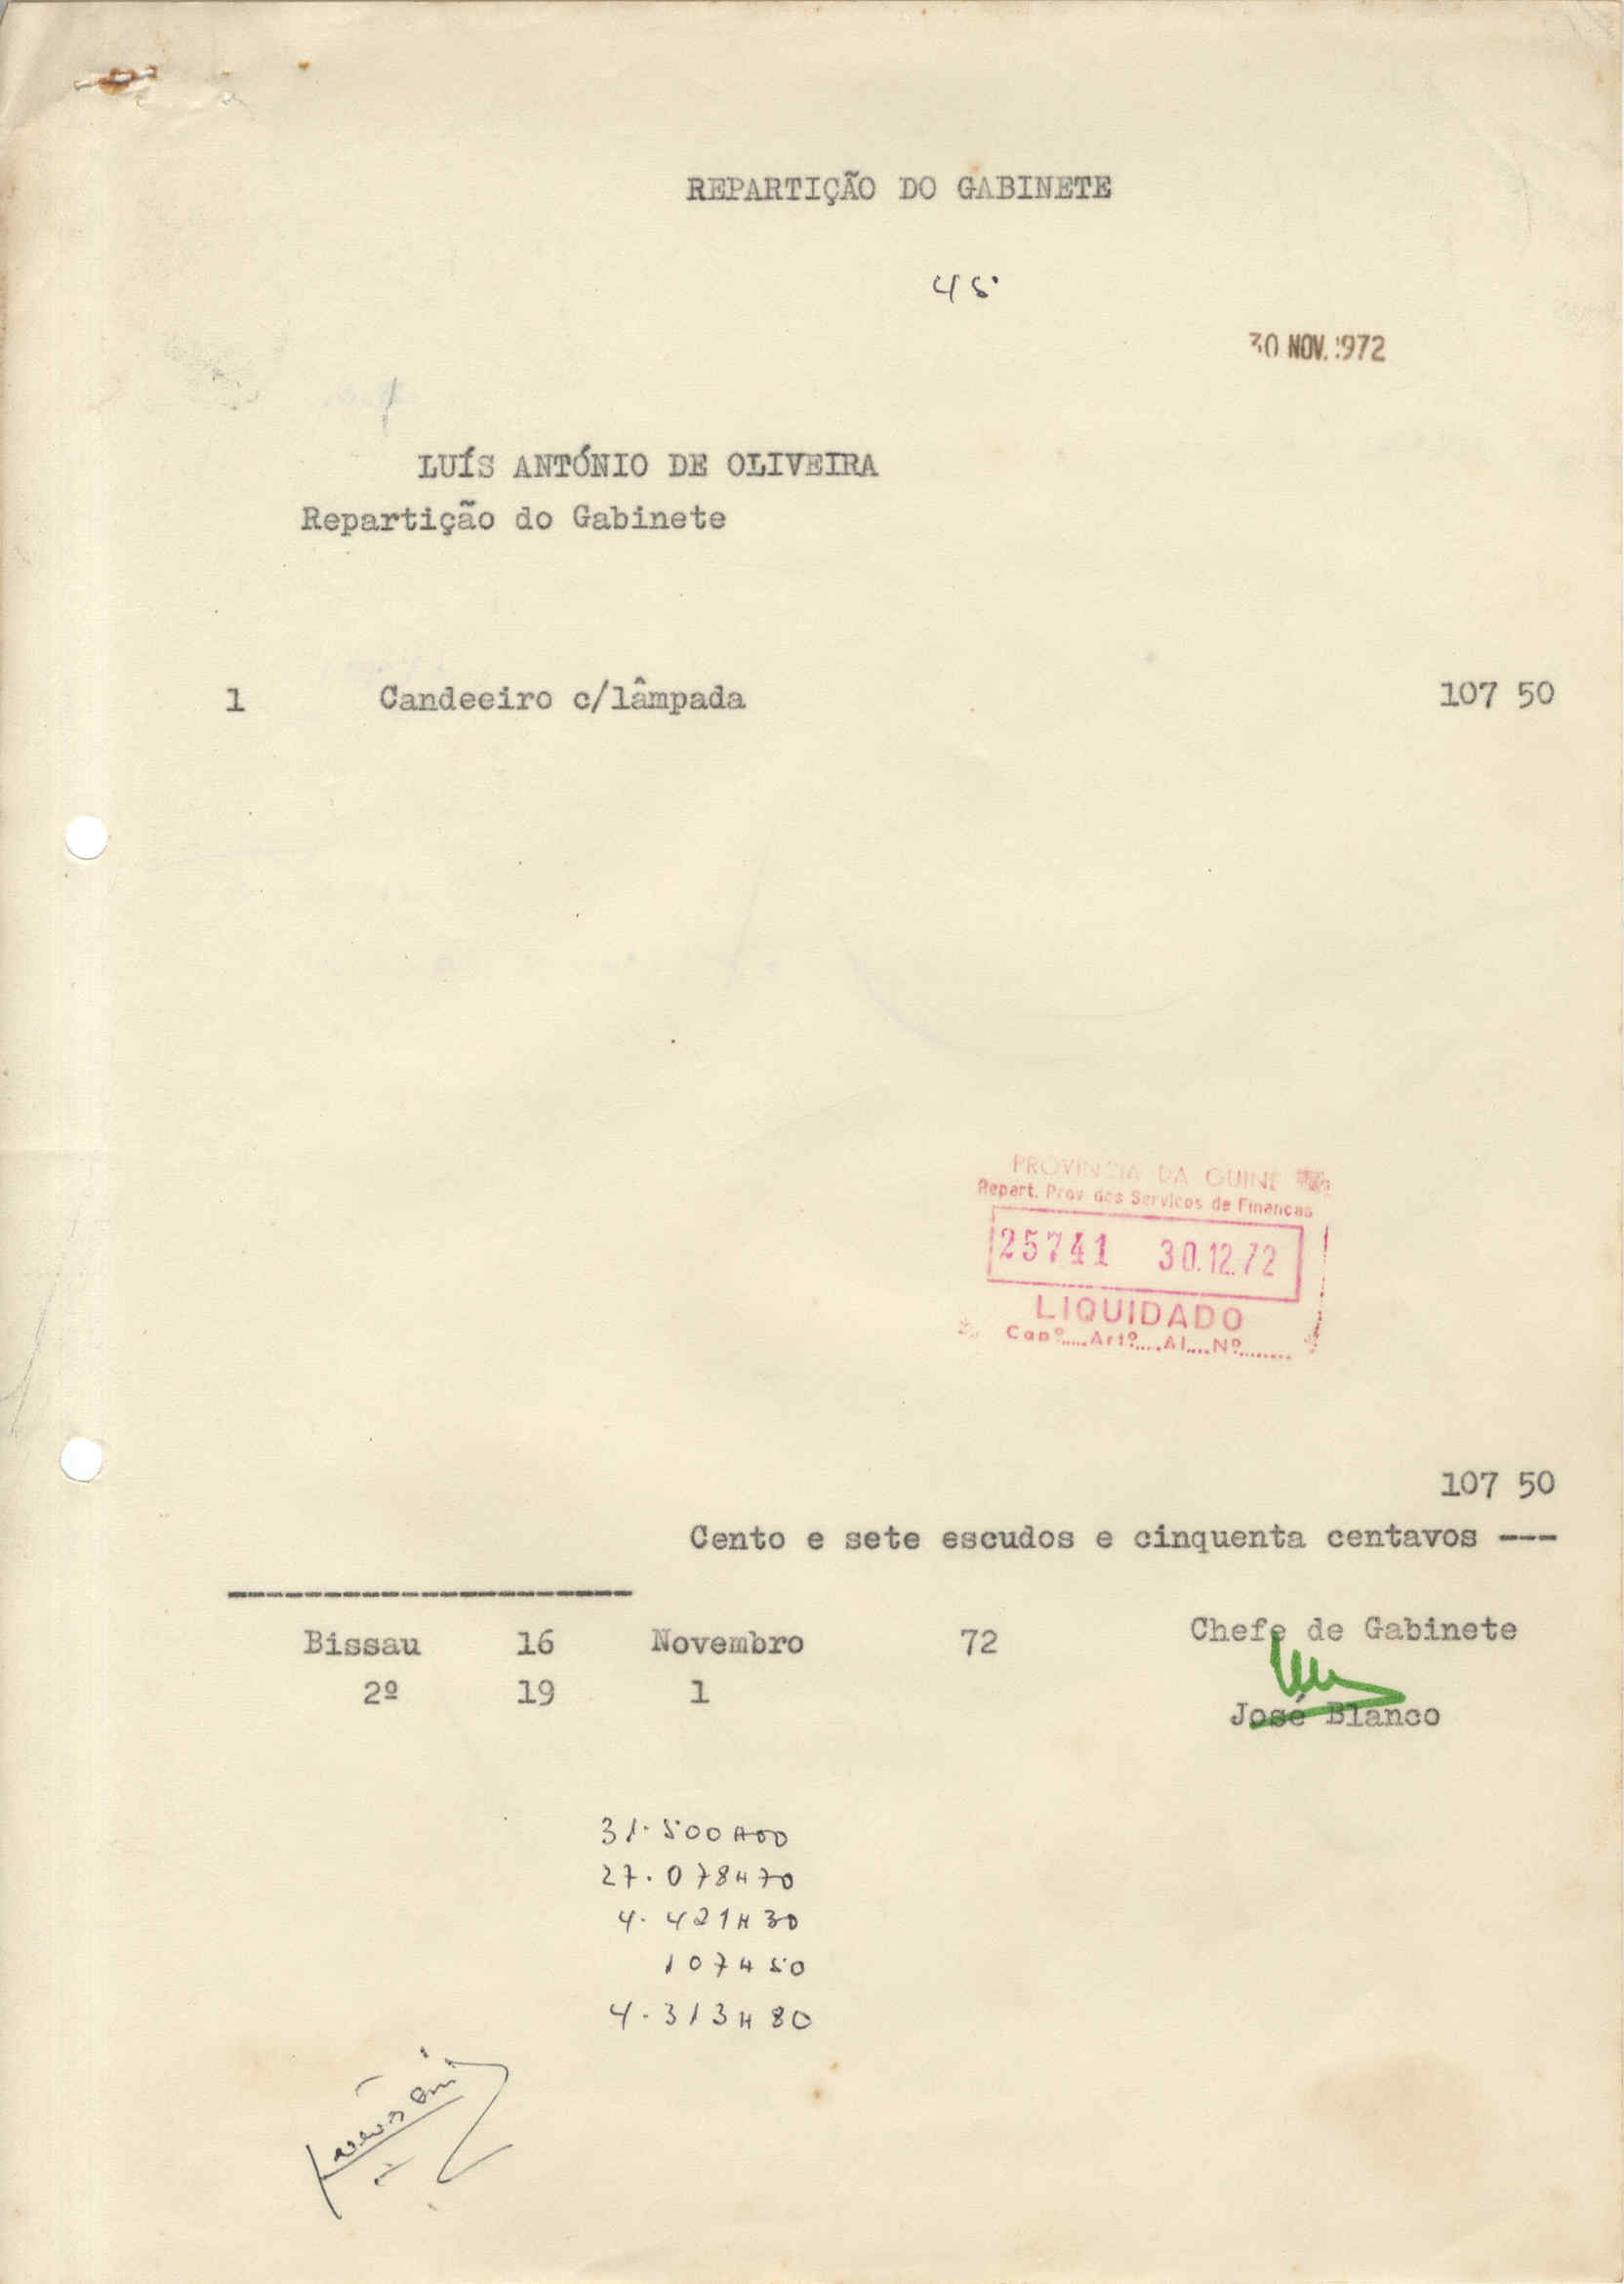 REPARTIÇÃO DO GABINETE
45
30 NOV. 1972
LUÍS ANTÓNIO DE OLIVEIRA
Repartição do Gabinete
1 Candeeiro c/lâmpada 107 50
PROVINCIA DA GUINÉ
Repart. Prov dos Serviços de Finanças
25741 30.12.72
LIQUIDADO
Capº.....Artº.....Al....Nº........
107 50
Cento e sete escudos e cinquenta centavos ---
Bissau 16 Novembro 72 Chefe de Gabinete
2º 19 1
José Blanco
31.500$00
27.078$70
4.421$30
107$50
4.313$80